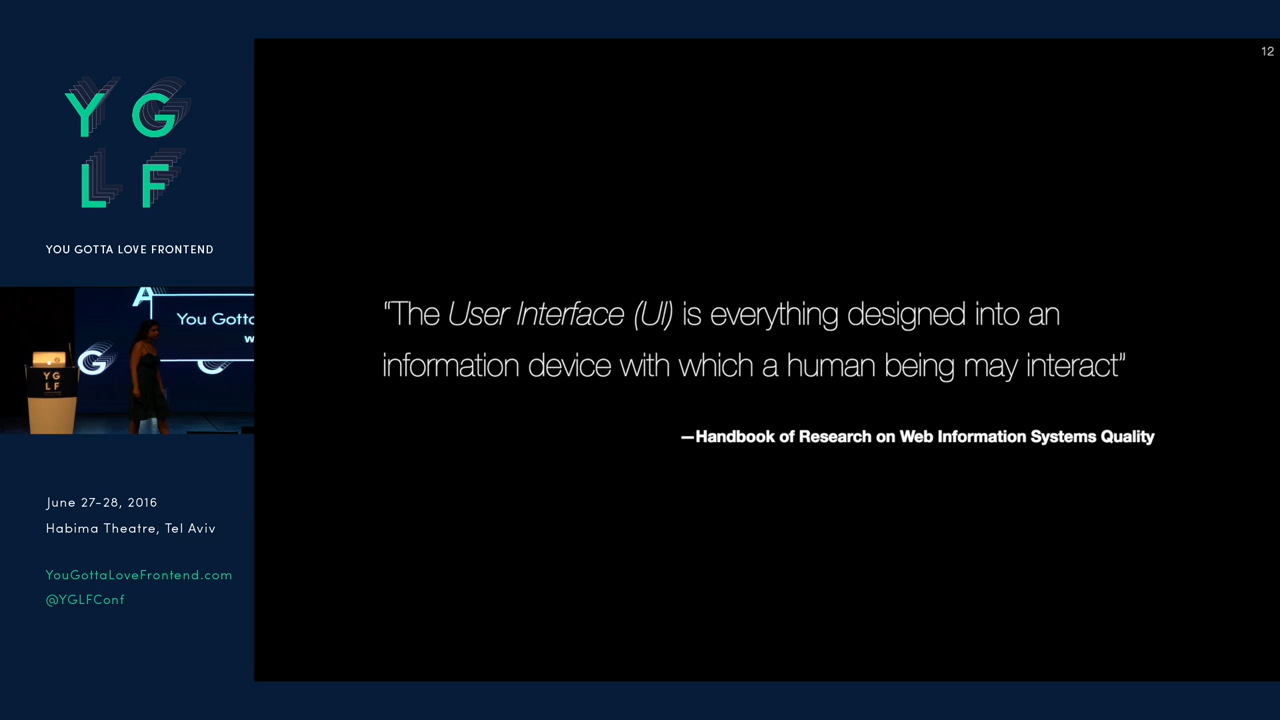 Y G
L F
YOU GOTTA LOVE FRONTEND
A
You Gotto
w
G
Y G
L F
June 27-28, 2016
Habima Theatre, Tel Aviv
YouGottaLoveFrontend.com
@YGLFConf
12
“The User Interface (UI) is everything designed into an
information device with which a human being may interact”
—Handbook of Research on Web Information Systems Quality